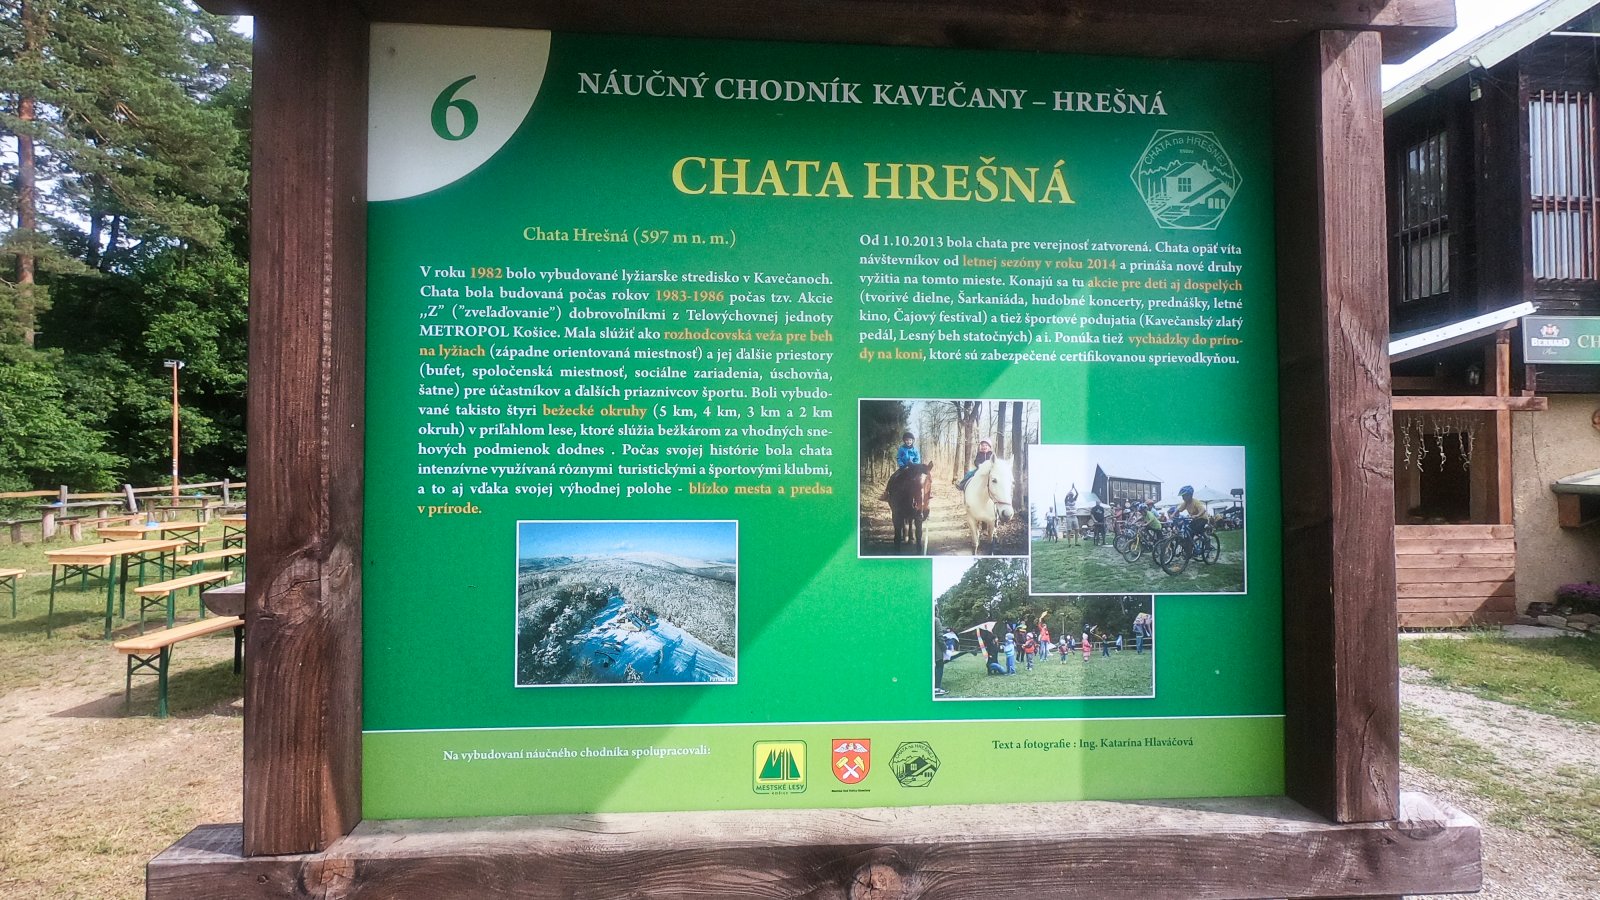 6
NÁUČNÝ CHODNÍK KAVEČANY – HREŠNÁ
CHATA na HREŠNEJ
CHATA HREŠNÁ
Chata Hrešná (597 m n. m.)
V roku 1982 bolo vybudované lyžiarske stredisko v Kavečanoch.
Chata bola budovaná počas rokov 1983-1986 počas tzv. Akcie
,,Z” (”zveľaďovanie”) dobrovoľníkmi z Telovýchovnej jednoty
METROPOL Košice. Mala slúžiť ako rozhodcovská veža pre beh
na lyžiach (západne orientovaná miestnosť) a jej ďalšie priestory
(bufet, spoločenská miestnosť, sociálne zariadenia, úschovňa,
šatne) pre účastníkov a ďalších priaznivcov športu. Boli vybudo-
vané takisto štyri bežecké okruhy (5 km, 4 km, 3 km a 2 km
okruh) v priľahlom lese, ktoré slúžia bežkárom za vhodných sne-
hových podmienok dodnes . Počas svojej histórie bola chata
intenzívne využívaná rôznymi turistickými a športovými klubmi,
a to aj vďaka svojej výhodnej polohe - blízko mesta a predsa
v prírode.
Od 1.10.2013 bola chata pre verejnosť zatvorená. Chata opäť víta
návštevníkov od letnej sezóny v roku 2014 a prináša nové druhy
vyžitia na tomto mieste. Konajú sa tu akcie pre deti aj dospelých
(tvorivé dielne, Šarkaniáda, hudobné koncerty, prednášky, letné
kino, Čajový festival) a tiež športové podujatia (Kavečanský zlatý
pedál, Lesný beh statočných) a i. Ponúka tiež vychádzky do príro-
dy na koni, ktoré sú zabezpečené certifikovanou sprievodkyňou.
Na vybudovaní náučného chodníka spolupracovali:
MESTSKÉ LESY
KOŠICE
CHATA na HREŠNEJ
Text a fotografie : Ing. Katarína Hlaváčová
BERNARD
CH